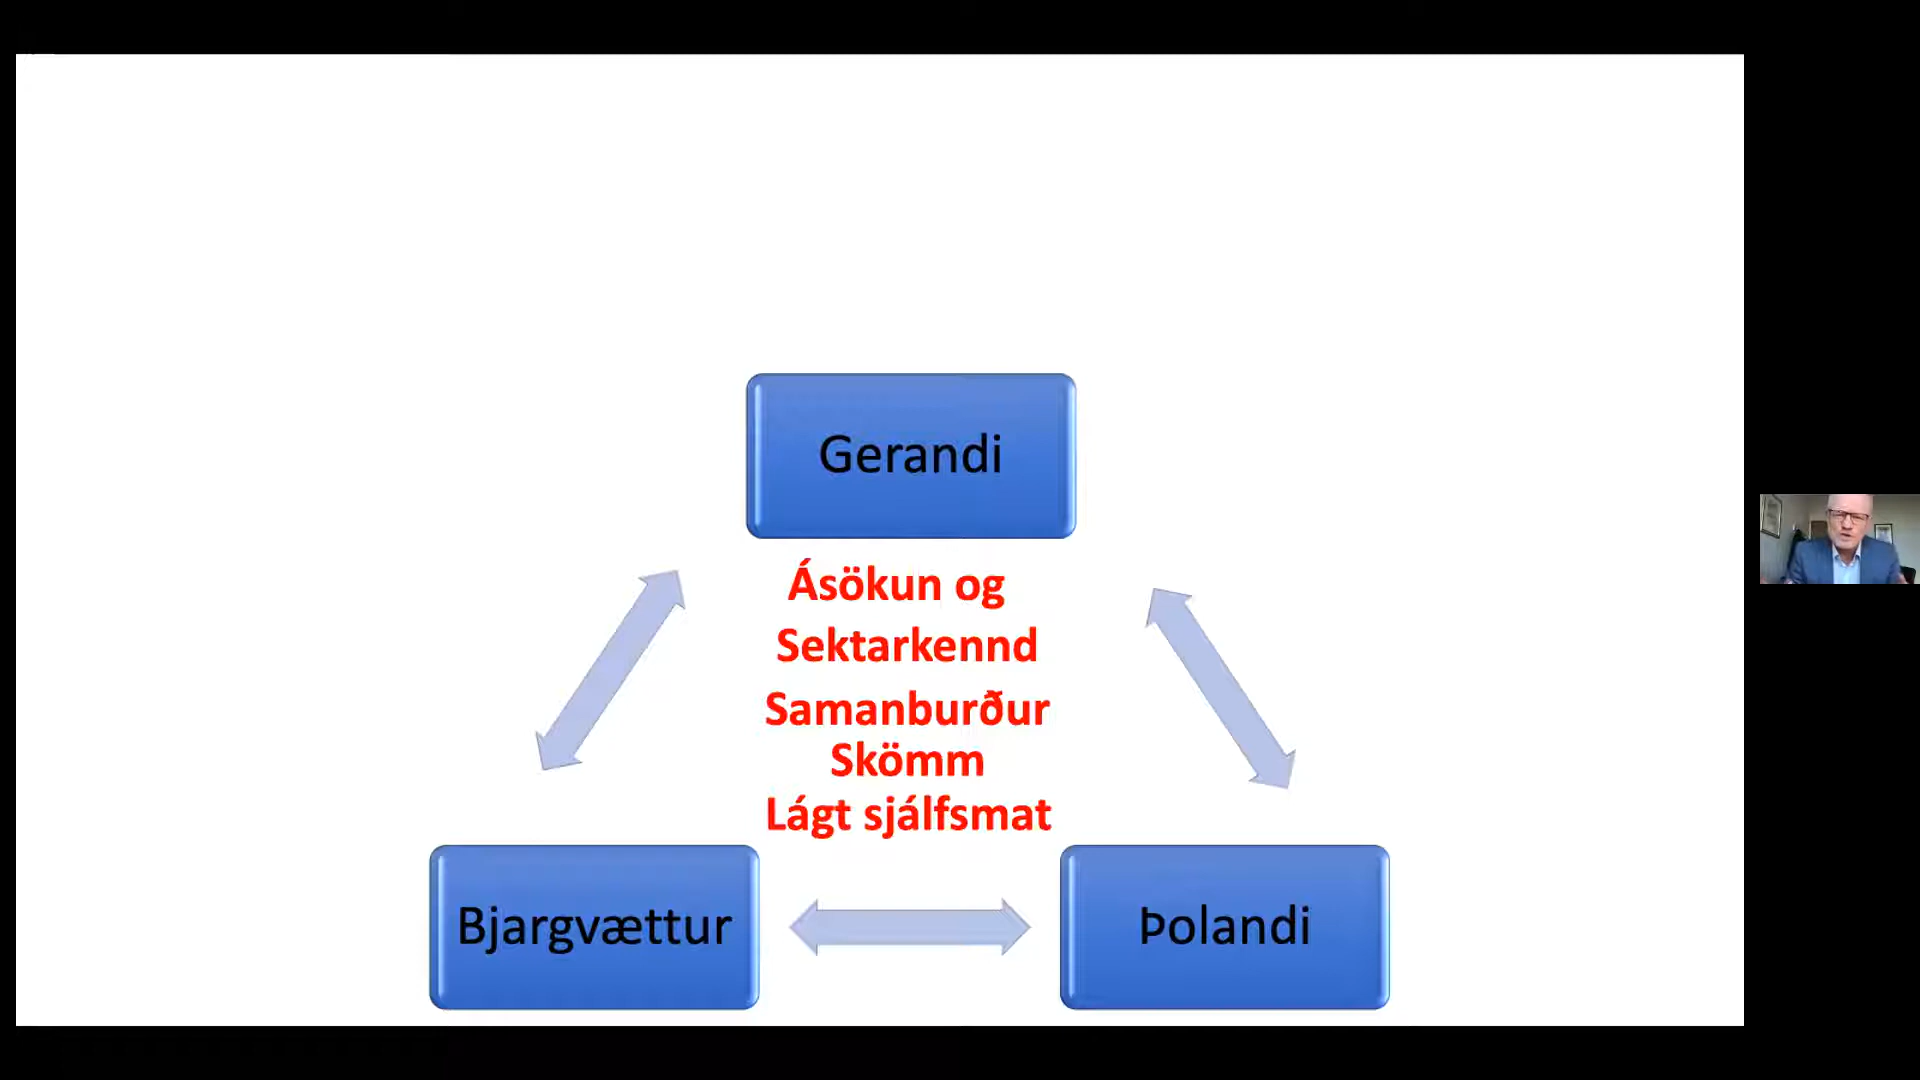 Gerandi
Ásökun og
Sektarkennd
Samanburður
Skömm
Lágt sjálfsmat
Bjargvættur
Þolandi